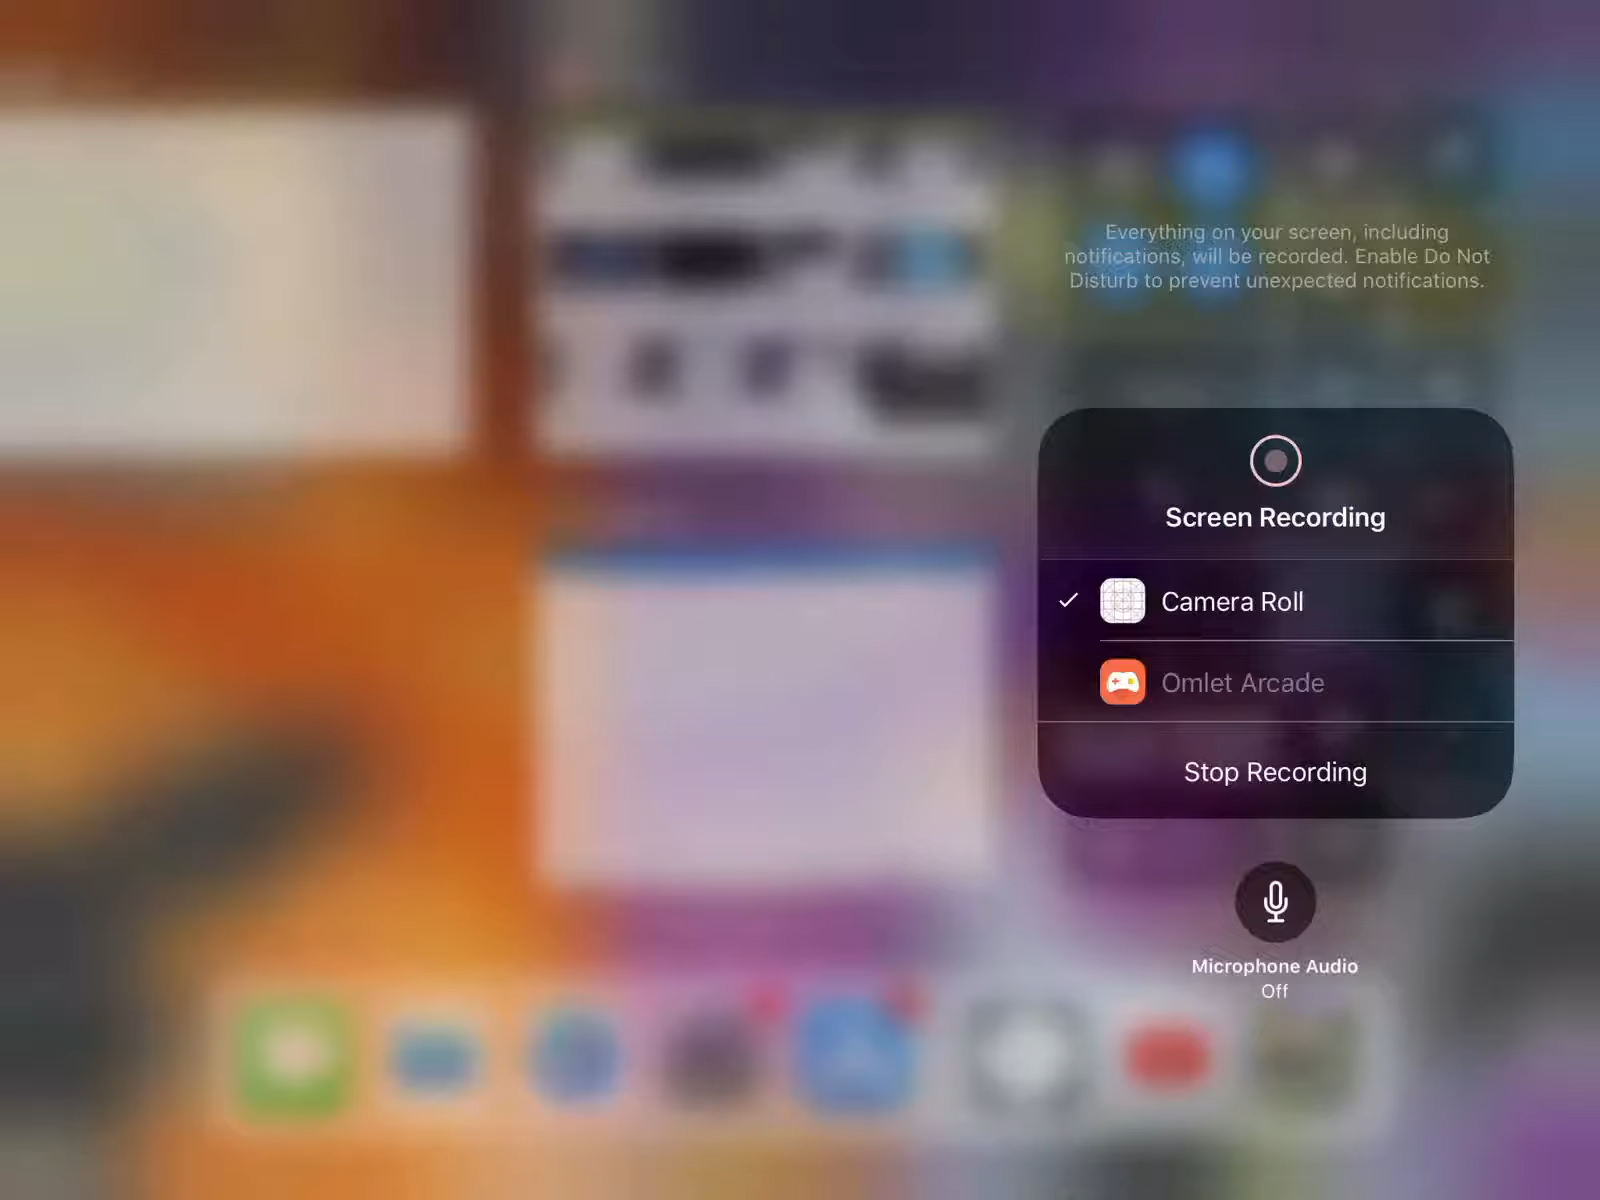 Everything on your screen, including
notifications, will be recorded. Enable Do Not
Disturb to prevent unexpected notifications.
Screen Recording
Camera Roll
Omlet Arcade
Stop Recording
Microphone Audio
Off